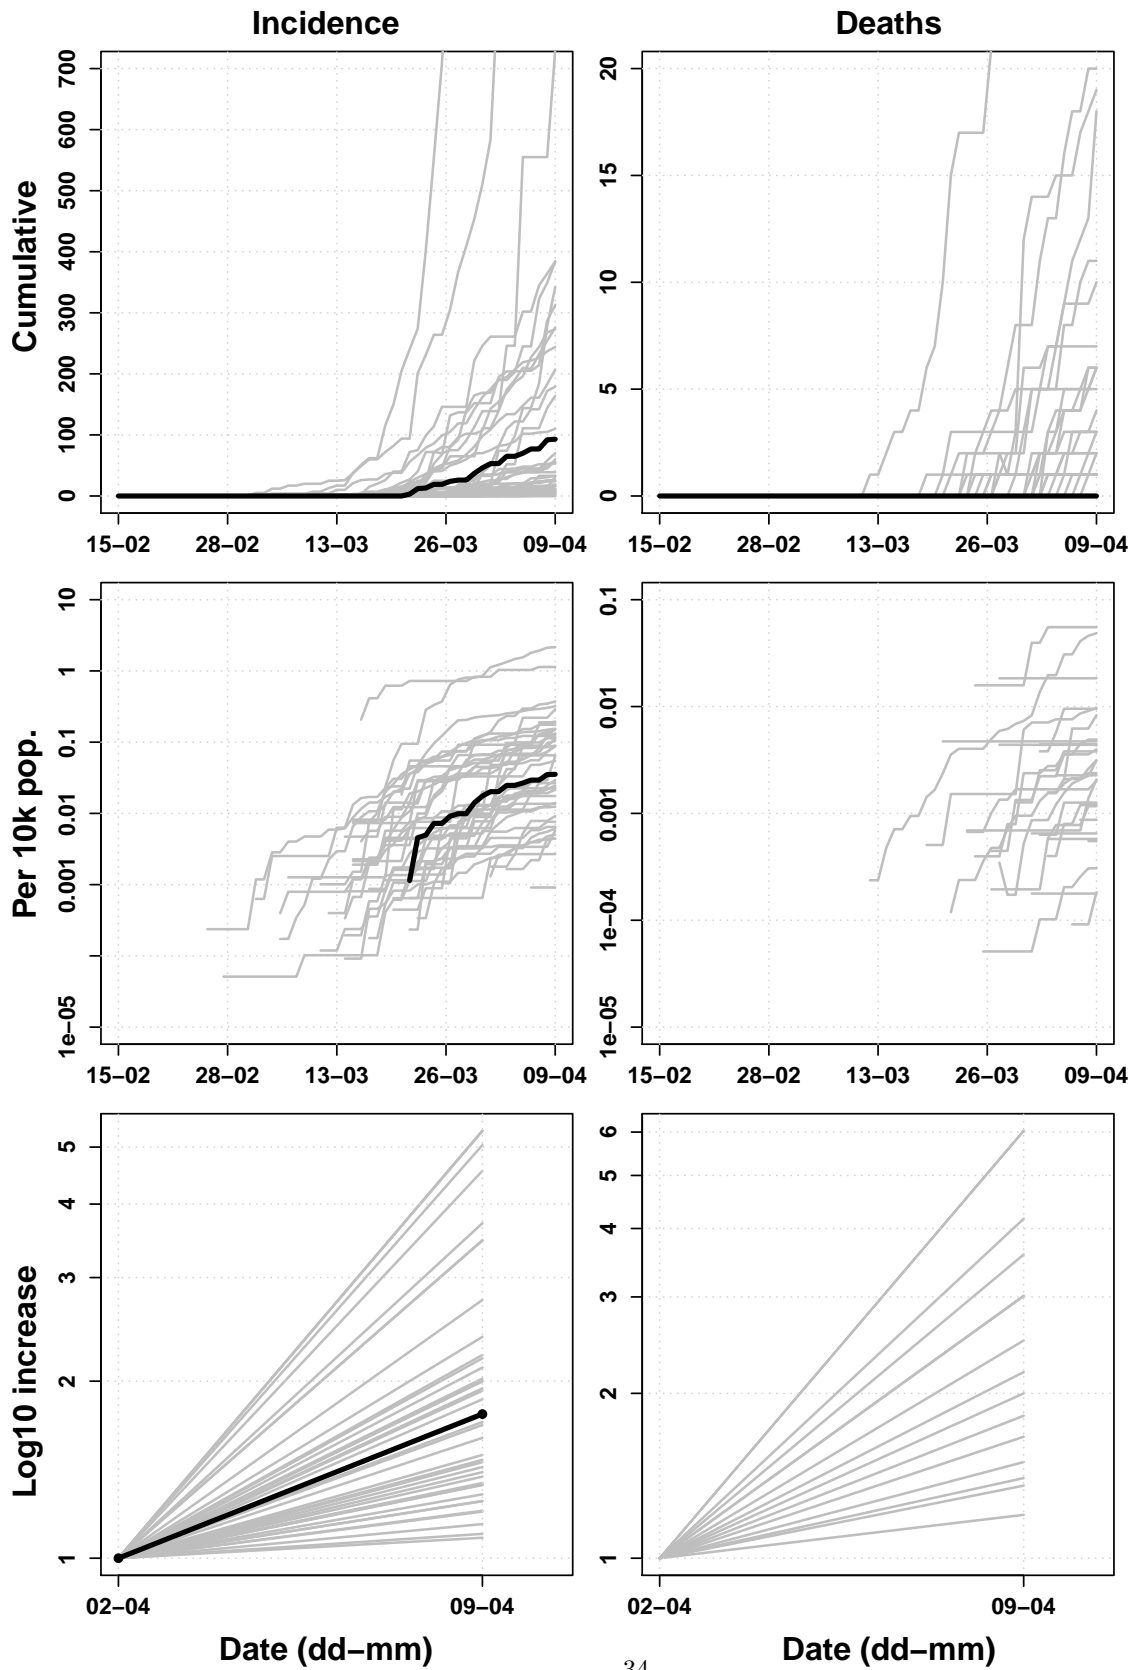 Incidence
Deaths
Cumulative
0 100 200 300 400 500 600 700
15−02 28−02 13−03 26−03 09−04
0 5 10 15 20
15−02 28−02 13−03 26−03 09−04
Per 10k pop.
1e−05 0.001 0.01 0.1 1 10
15−02 28−02 13−03 26−03 09−04
1e−05 1e−04 0.001 0.01 0.1
15−02 28−02 13−03 26−03 09−04
Log10 increase
1 2 3 4 5
02−04 09−04
Date (dd−mm)
1 2 3 4 5 6
02−04 09−04
Date (dd−mm)
34